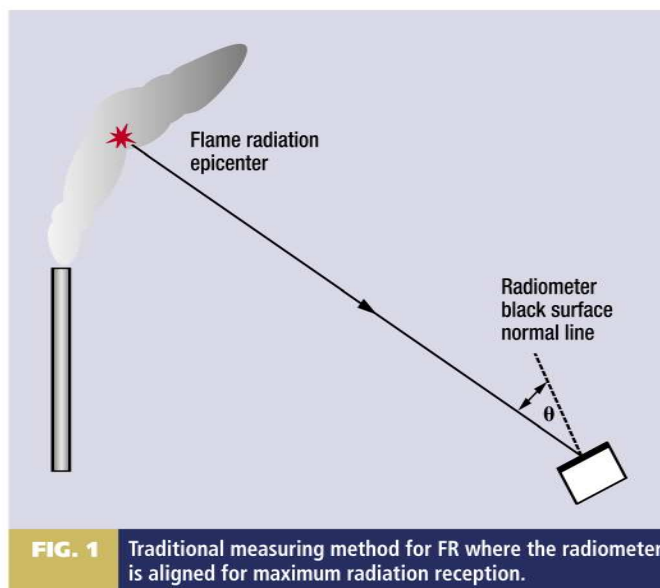 Flame radiation
epicenter
Radiometer
black surface
normal line
θ
FIG. 1
Traditional measuring method for FR where the radiometer
is aligned for maximum radiation reception.